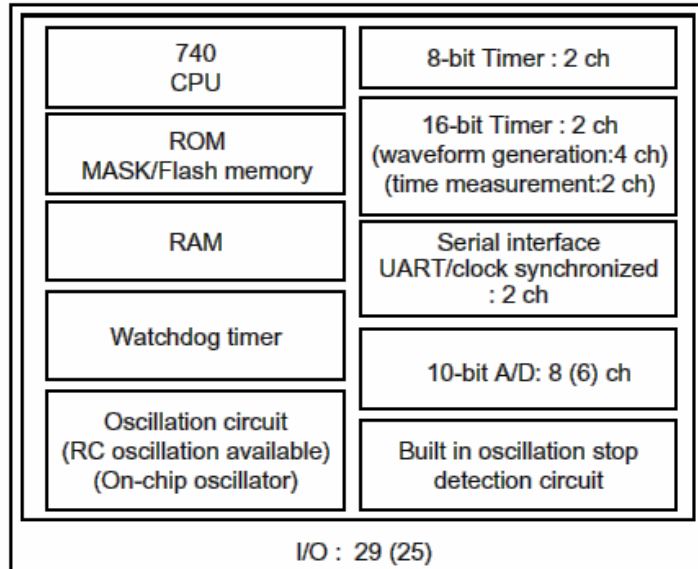 740
CPU
ROM
MASK/Flash memory
RAM
Watchdog timer
Oscillation circuit
(RC oscillation available)
(On-chip oscillator)
8-bit Timer : 2 ch
16-bit Timer : 2 ch
(waveform generation:4 ch)
(time measurement:2 ch)
Serial interface
UART/clock synchronized
: 2 ch
10-bit A/D: 8 (6) ch
Built in oscillation stop
detection circuit
I/O : 29 (25)